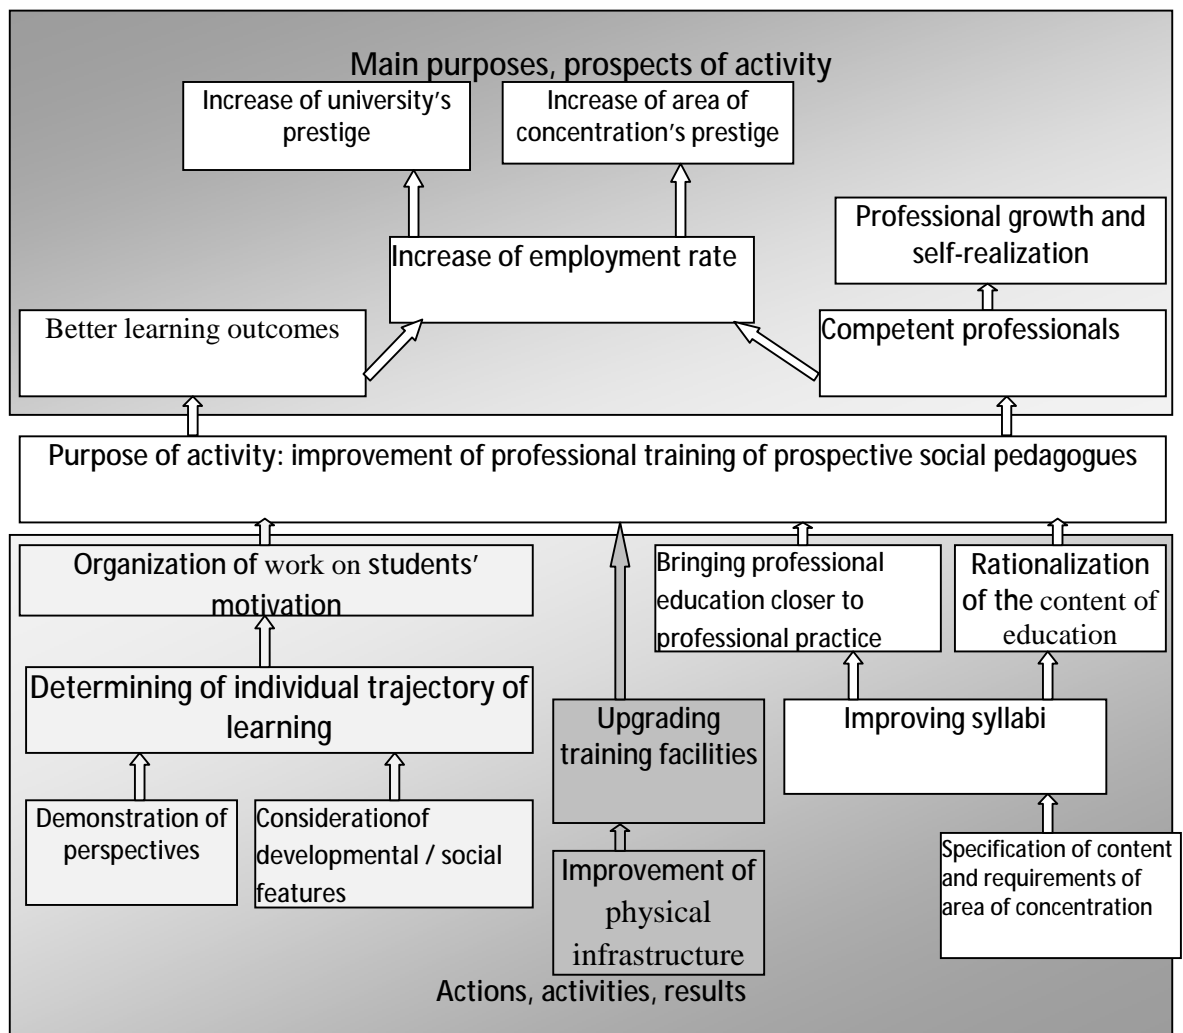 Main purposes, prospects of activity
Increase of university's
prestige
Increase of area of
concentration's prestige
Professional growth and
self-realization
Increase of employment rate
Better learning outcomes
Competent professionals
Purpose of activity: improvement of professional training of prospective social pedagogues
Organization of work on students'
motivation
Bringing professional
education closer to
professional practice
Rationalization
of the content of
education
Determining of individual trajectory of
learning
Upgrading
training facilities
Improving syllabi
Demonstration of
perspectives
Considerationof
developmental / social
features
Improvement of
physical
infrastructure
Specification of content
and requirements of
area of concentration
Actions, activities, results